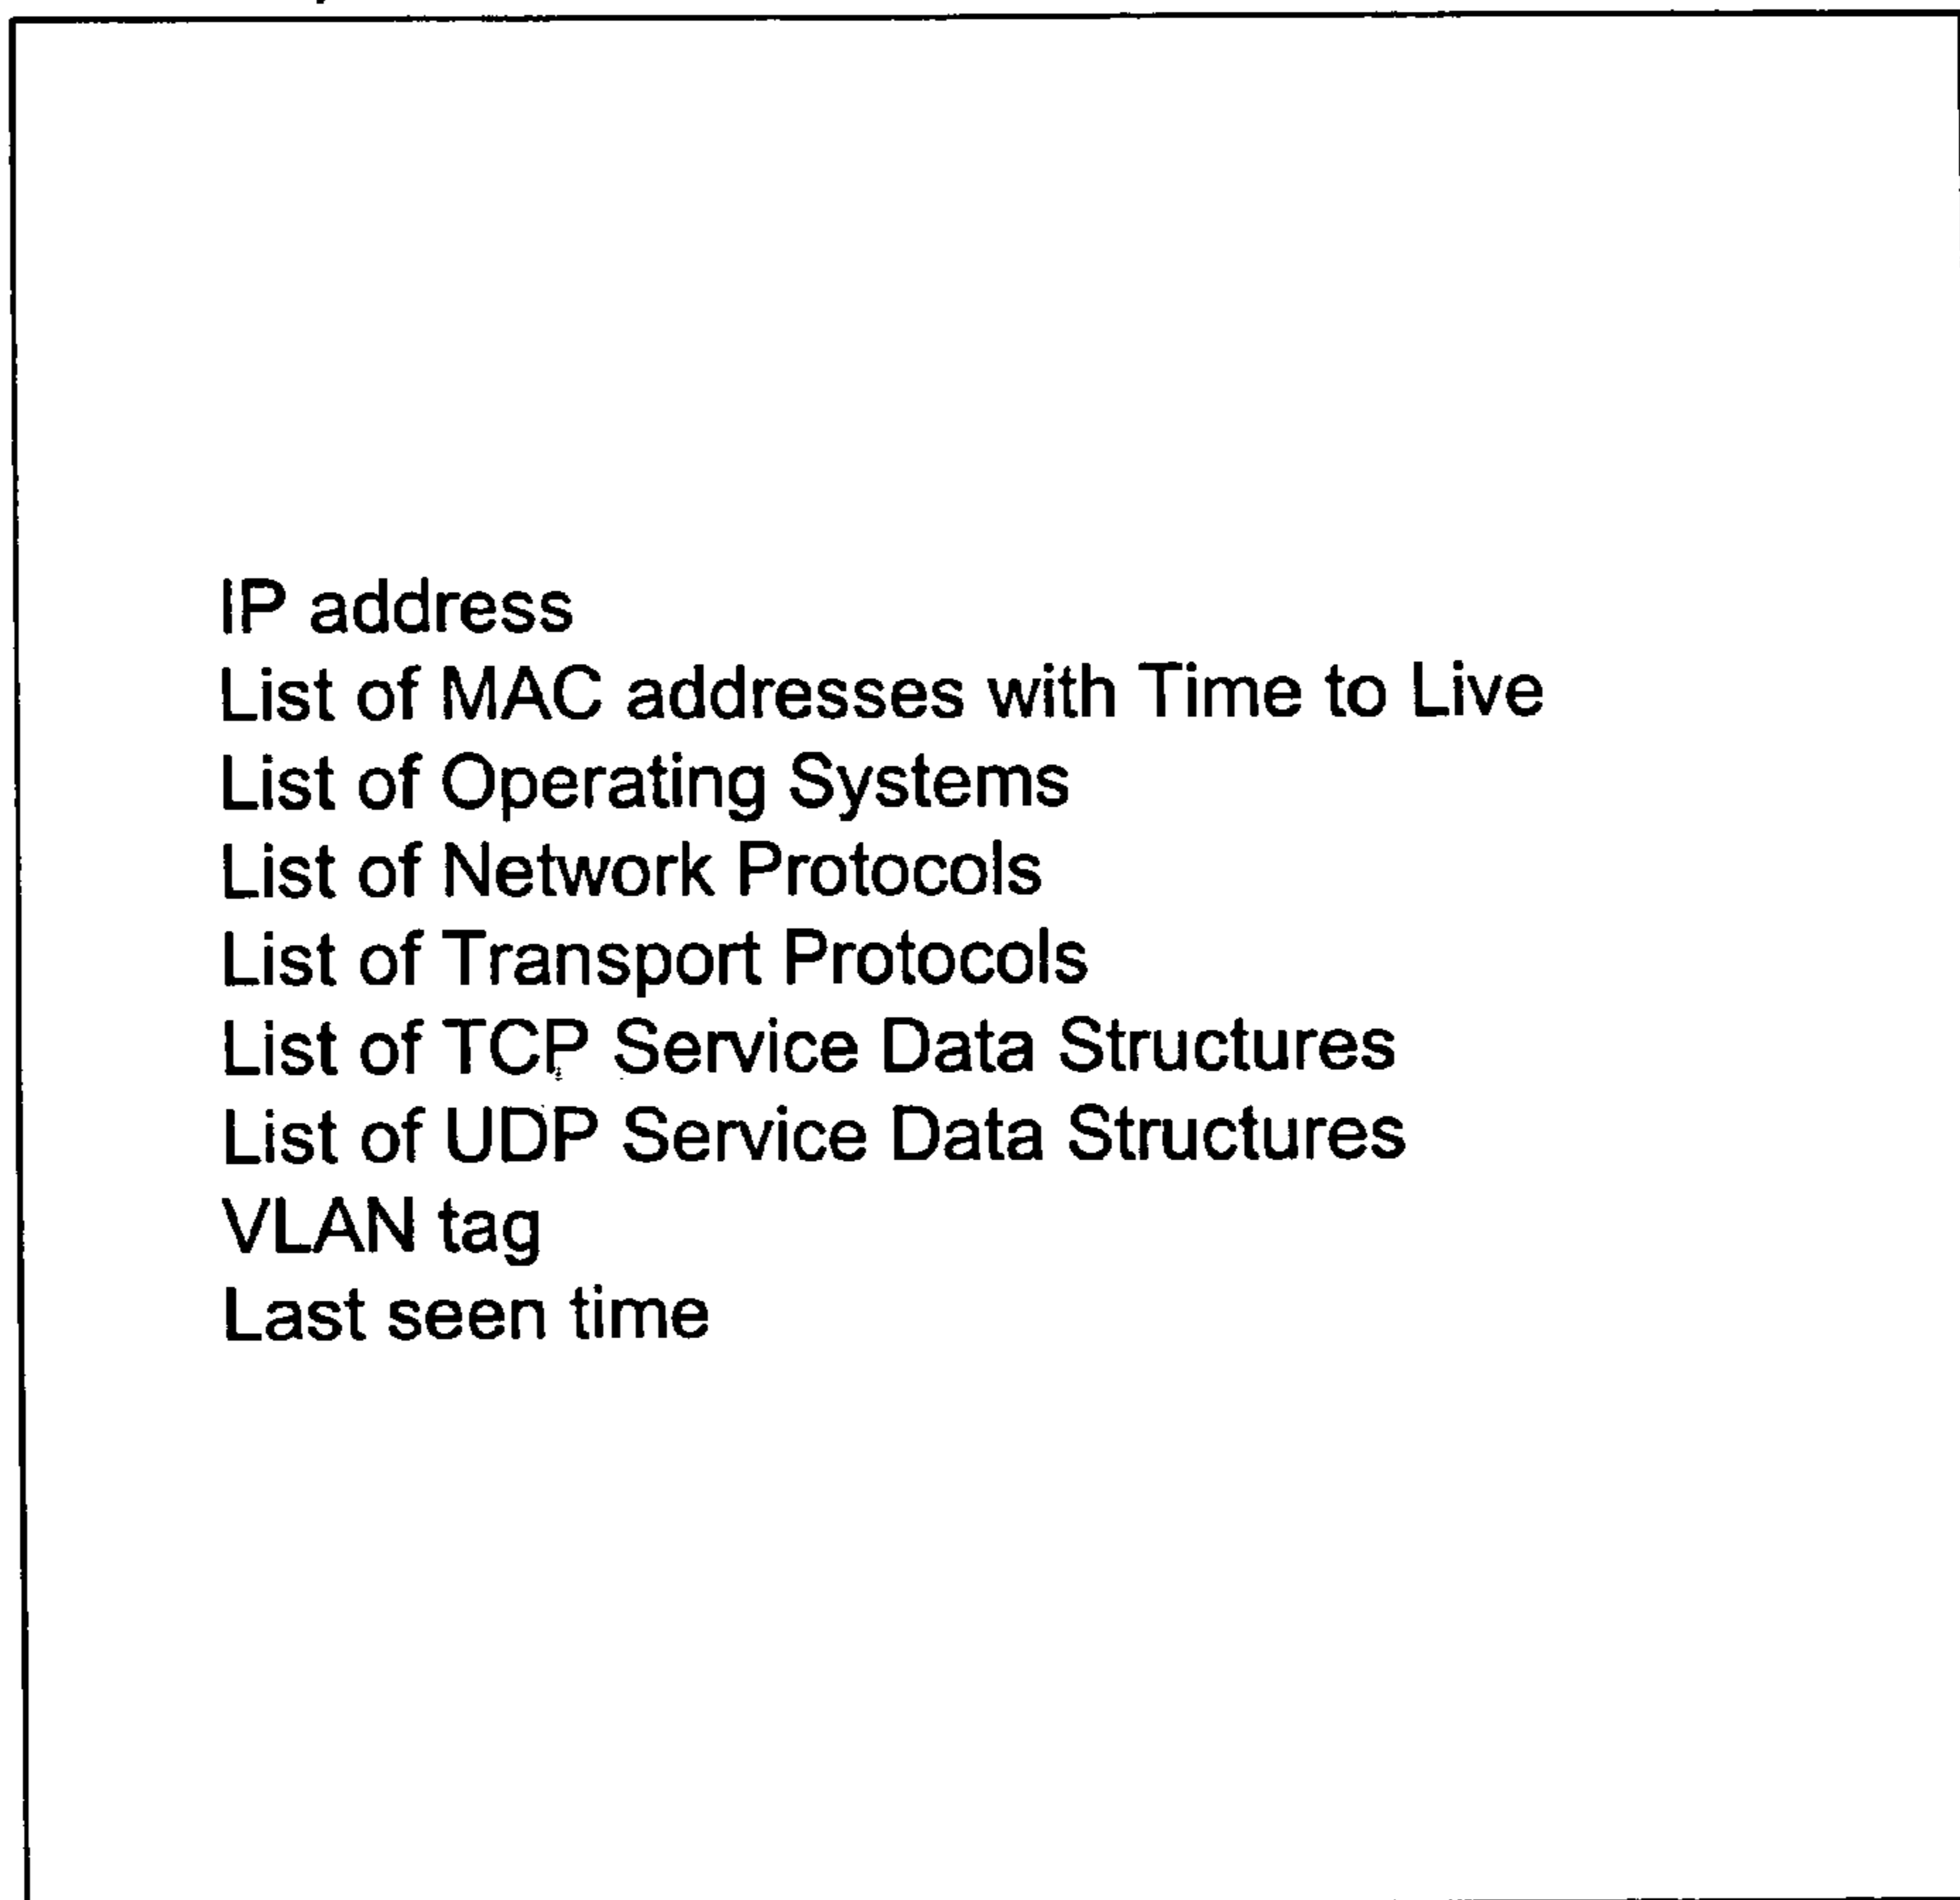 IP address
List of MAC addresses with Time to Live
List of Operating Systems
List of Network Protocols
List of Transport Protocols
List of TCP Service Data Structures
List of UDP Service Data Structures
VLAN tag
Last seen time